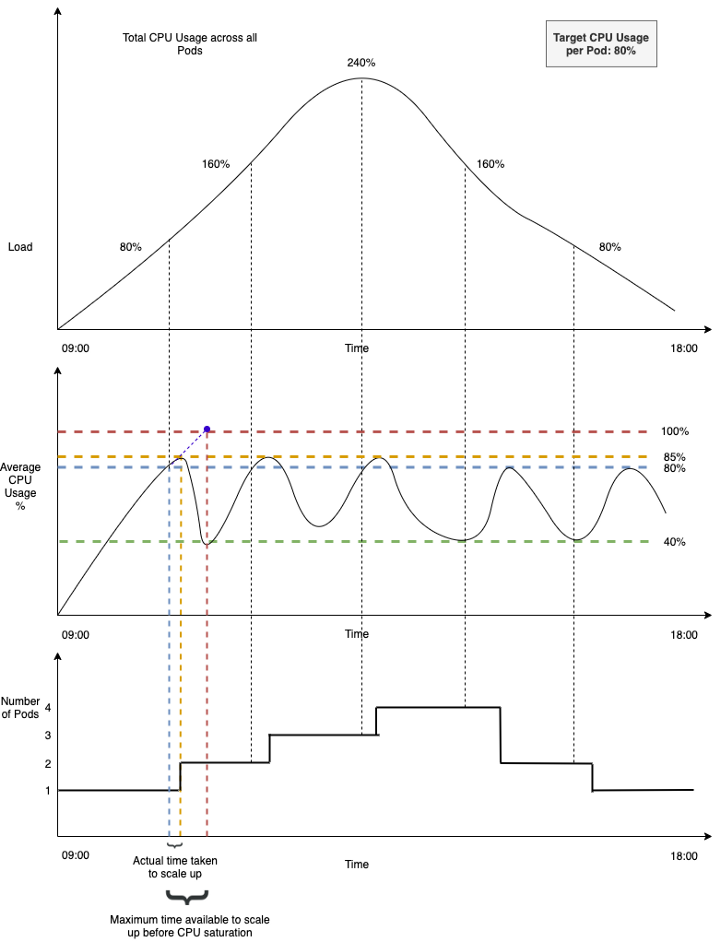 Total CPU Usage across all
Pods
Target CPU Usage
per Pod: 80%
240%
160%
160%
80%
80%
Load
09:00
Time
18:00
100%
85%
80%
Average
CPU
Usage
%
40%
09:00
Time
18:00
Number
of Pods
4
3
2
1
09:00
Time
18:00
Actual time taken
to scale up
Maximum time available to scale
up before CPU saturation